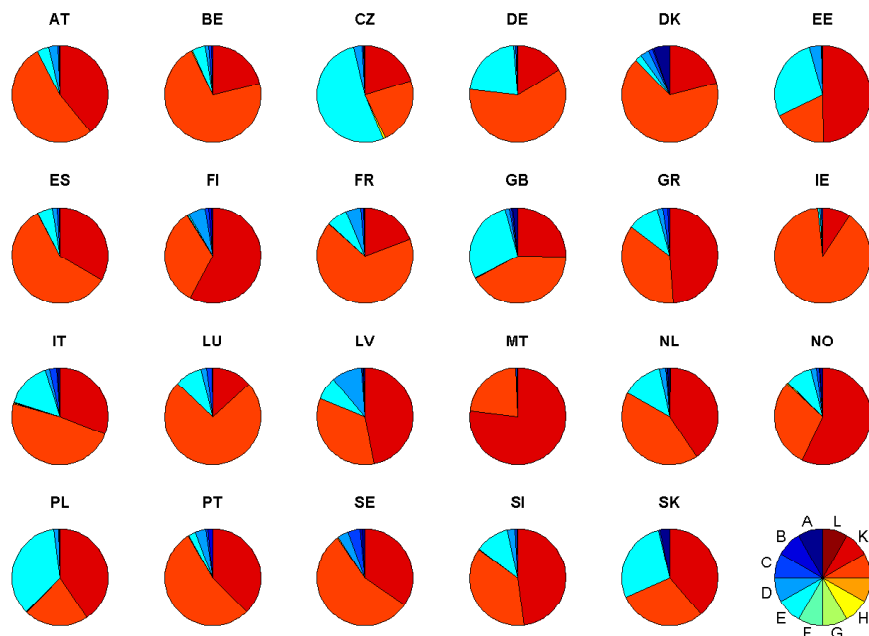 AT BE CZ DE DK EE
ES FI FR GB GR IE
IT LU LV MT NL NO
PL PT SE SI SK
A L
B K
C
D
E H
F G